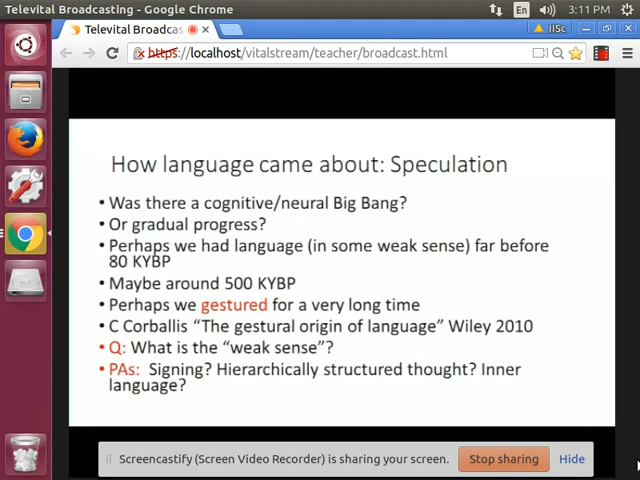 Televital Broadcasting - Google Chrome
En
3:11 PM
Televital Broadcas
IISc
https://localhost/vitalstream/teacher/broadcast.html
How language came about: Speculation
• Was there a cognitive/neural Big Bang?
• Or gradual progress?
• Perhaps we had language (in some weak sense) far before
80 KYBP
• Maybe around 500 KYBP
• Perhaps we gestured for a very long time
• C Corballis “The gestural origin of language” Wiley 2010
• Q: What is the “weak sense”?
• PAs: Signing? Hierarchically structured thought? Inner
language?
Screencastify (Screen Video Recorder) is sharing your screen.
Stop sharing
Hide